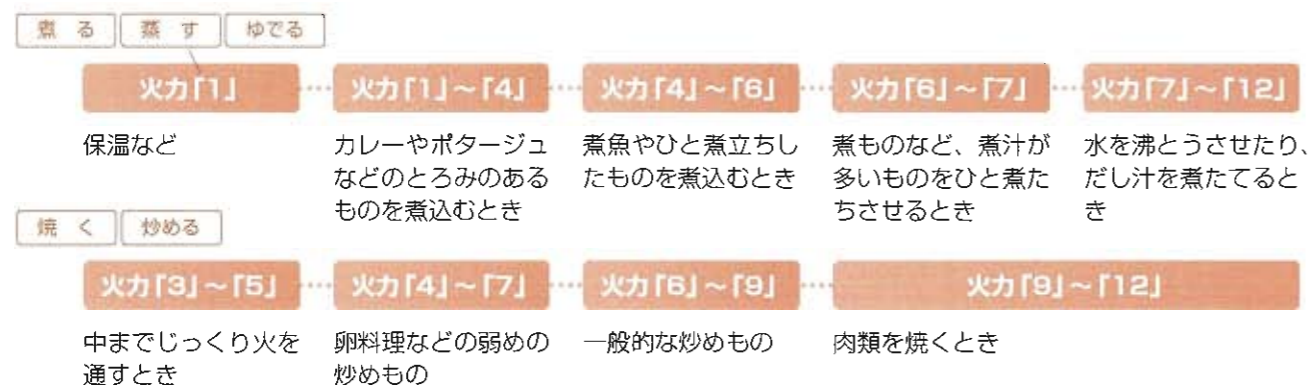 煮る 蒸す ゆでる
火力「1」 火力「1」～「4」 火力「4」～「6」 火力「6」～「7」 火力「7」～「12」
保温など カレーやポタージュ 煮魚やひと煮立ちし 煮ものなど、煮汁が 水を沸とうさせたり、
などのとろみのある たものを煮込むとき 多いものをひと煮た だし汁を煮たてると
ものを煮込むとき ちさせるとき き
焼く 炒める
火力「3」～「5」 火力「4」～「7」 火力「6」～「9」 火力「9」～「12」
中までじっくり火を 卵料理などの弱めの 一般的な炒めもの 肉類を焼くとき
通すとき 炒めもの